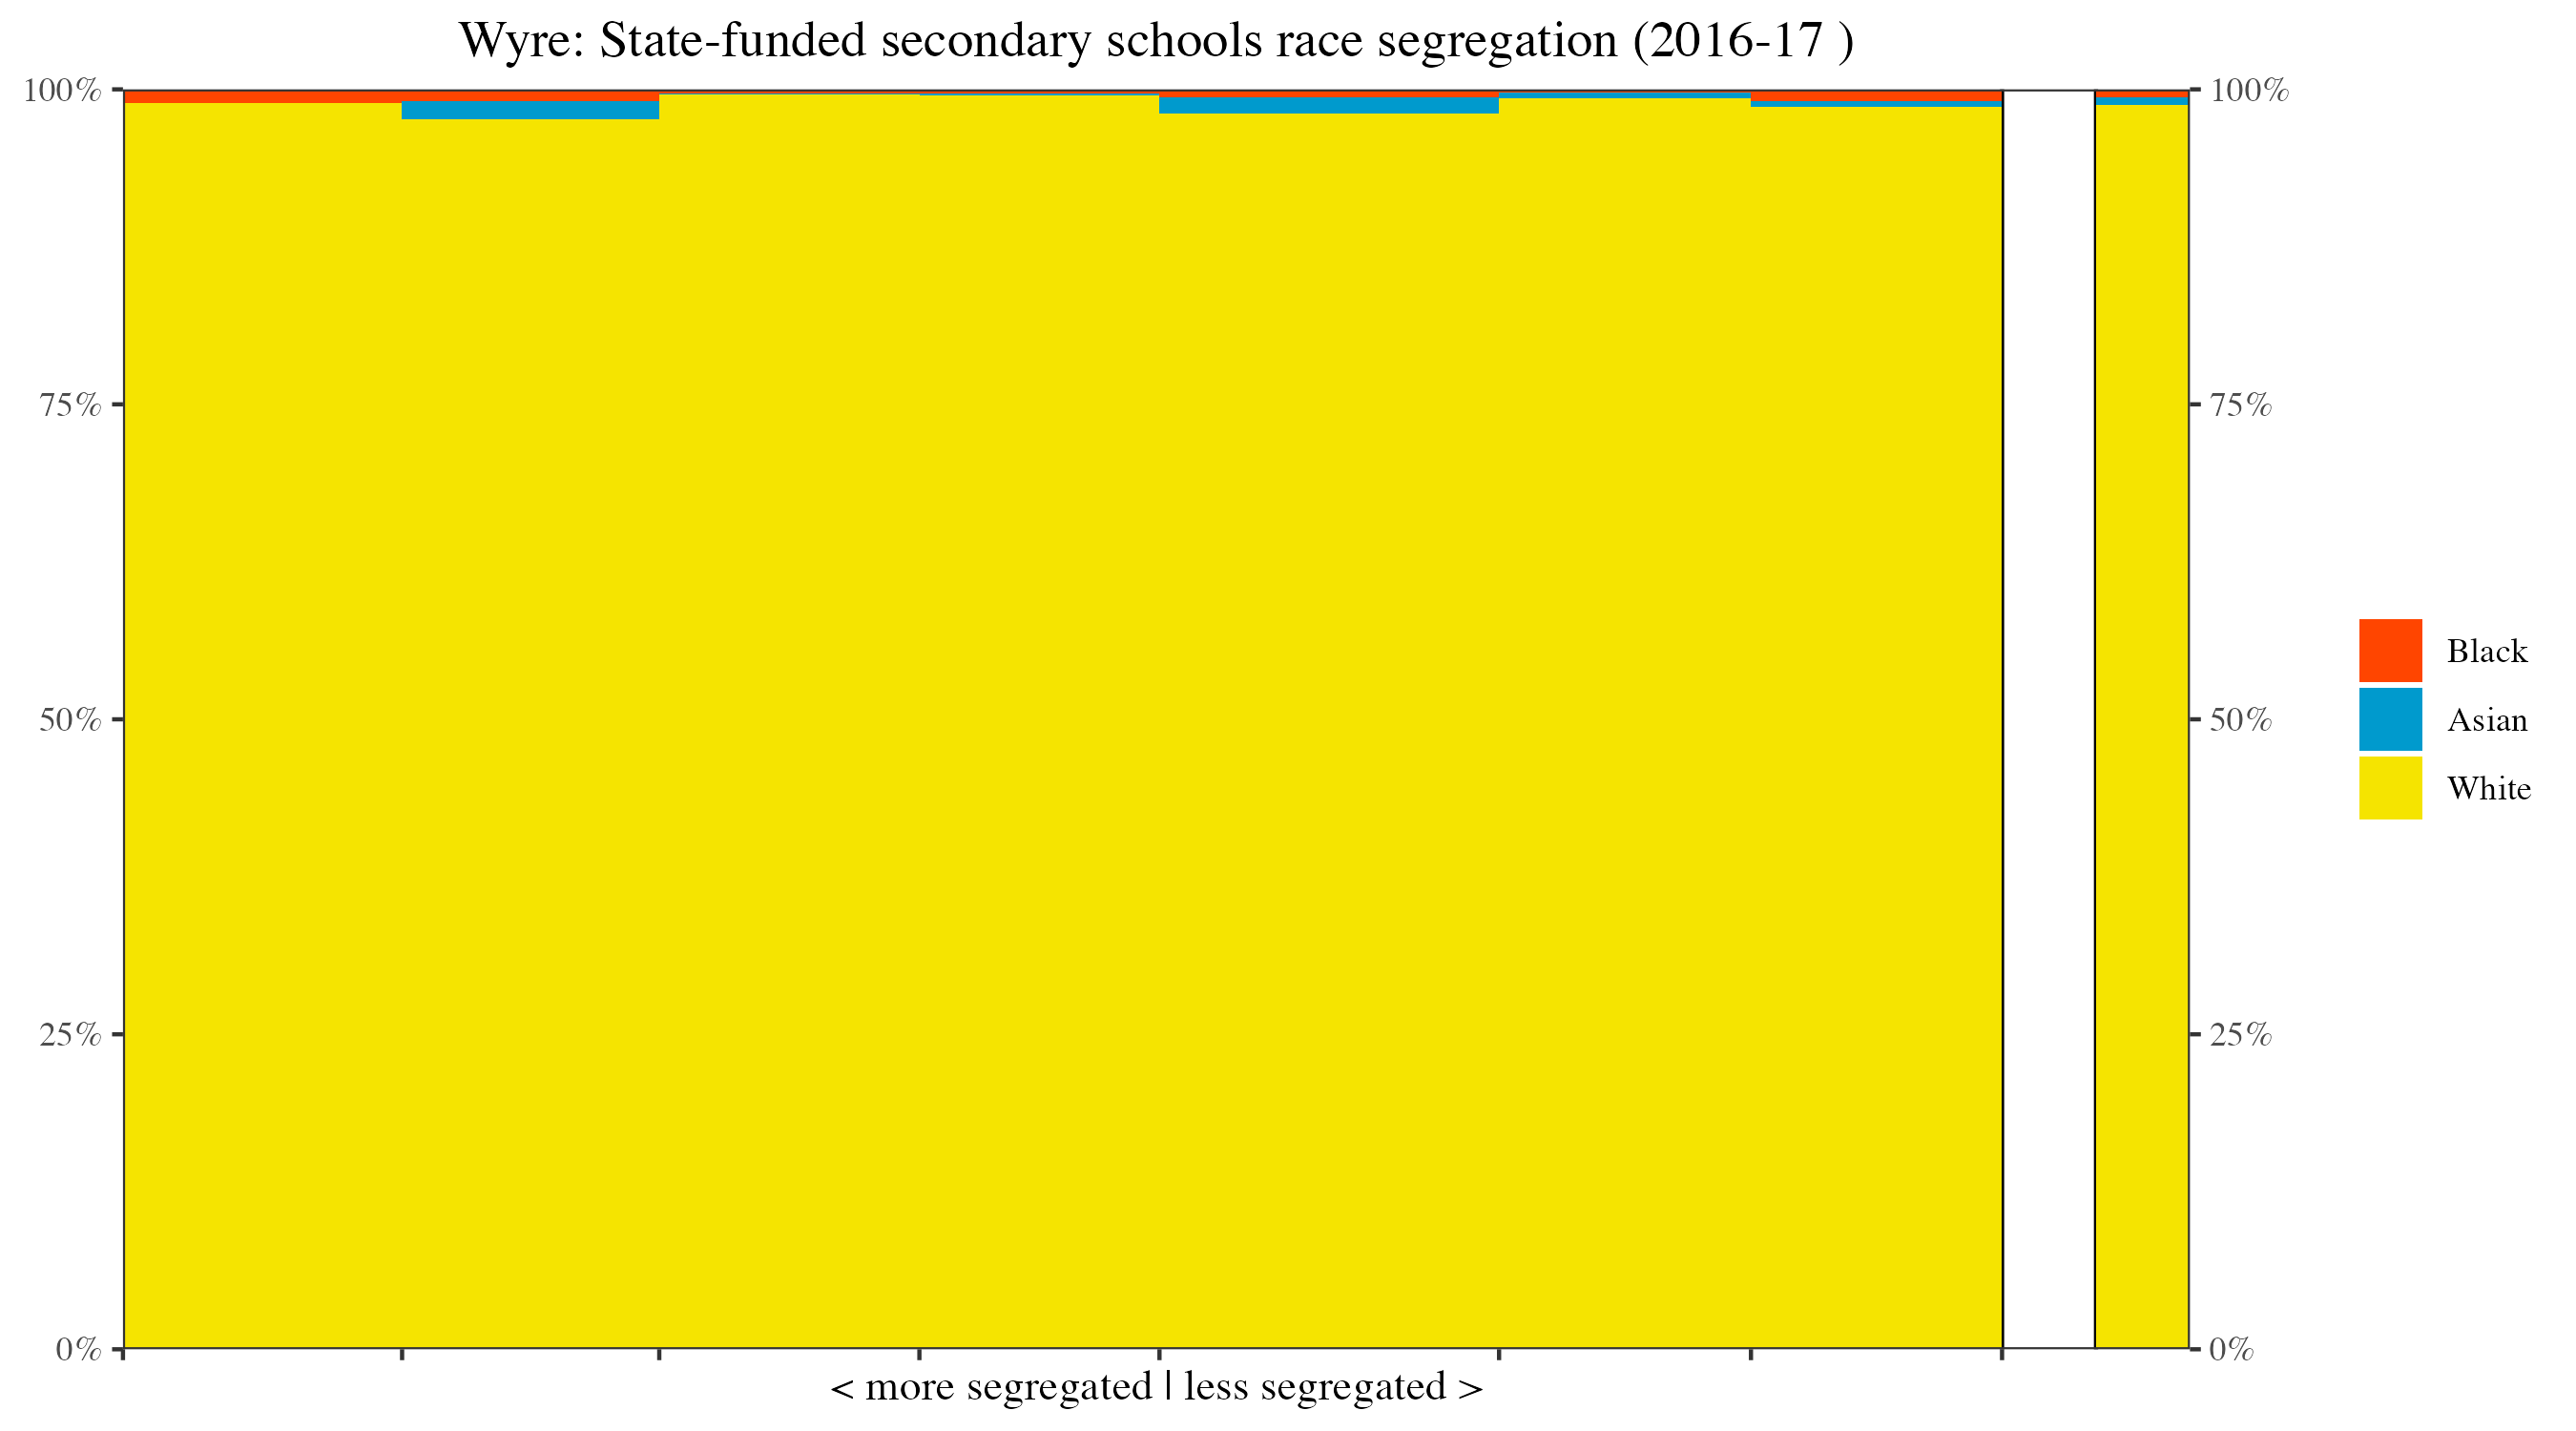 Wyre: State-funded secondary schools race segregation (2016-17 )
100%
75%
50%
25%
0%
100%
75%
50%
25%
0%
Black
Asian
White
< more segregated | less segregated >